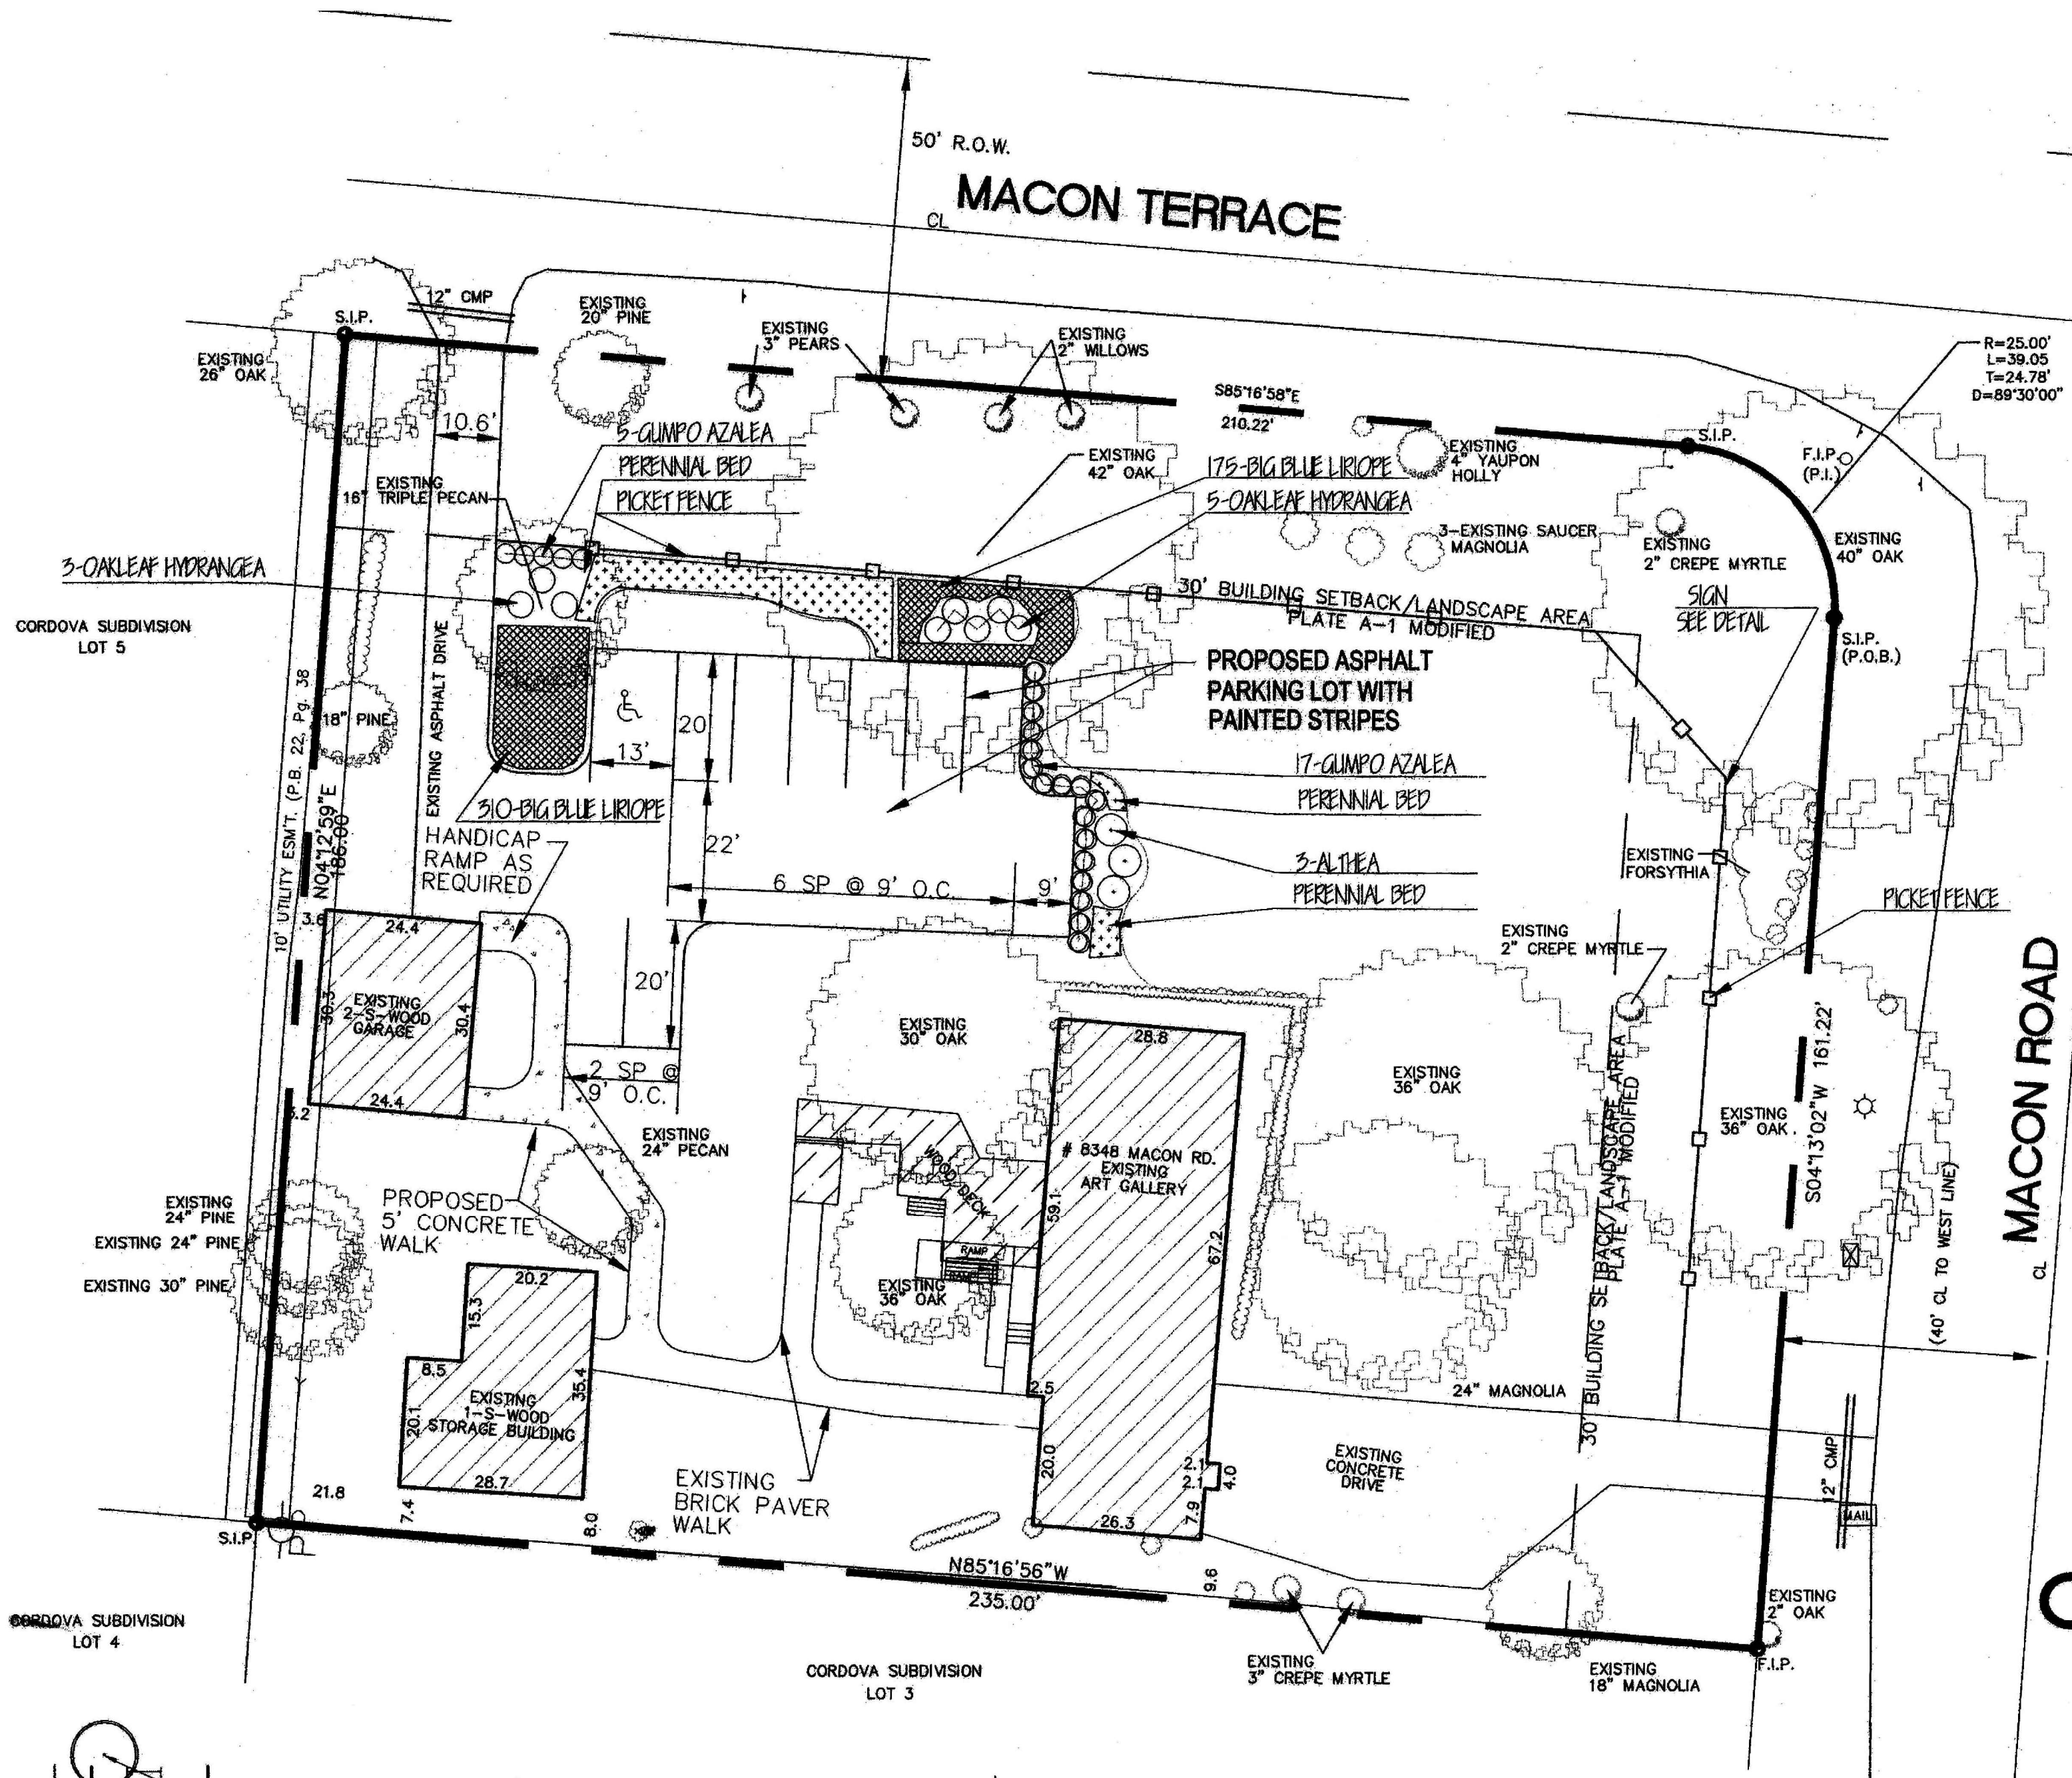 50' R.O.W.
MACON TERRACE
CL
12" CMP
S.I.P.
EXISTING
20" PINE
EXISTING
3" PEARS
EXISTING
2" WILLOWS
EXISTING
26" OAK
S85°16'58"E
210.22'
R=25.00'
L=39.05
T=24.78'
D=89°30'00"
S.I.P.
F.I.P.
(P.I.)
10.6'
5-GUMPO AZALEA
PERENNIAL BED
PICKET FENCE
EXISTING
42" OAK
175-BIG BLUE LIRIOPE
5-OAKLEAF HYDRANGEA
EXISTING
4" YAUPON
HOLLY
EXISTING
16" TRIPLE PECAN
3-EXISTING SAUCER
MAGNOLIA
EXISTING
2" CREPE MYRTLE
EXISTING
40" OAK
3-OAKLEAF HYDRANGEA
30' BUILDING SETBACK/LANDSCAPE AREA
PLATE A-1 MODIFIED
SIGN
SEE DETAIL
CORDOVA SUBDIVISION
LOT 5
S.I.P.
(P.O.B.)
PROPOSED ASPHALT
PARKING LOT WITH
PAINTED STRIPES
EXISTING ASPHALT DRIVE
18" PINE
10' UTILITY ESM'T. (P.B. 22, Pg. 38
N04°12'59"E
186.00'
20
13'
17-GUMPO AZALEA
PERENNIAL BED
310-BIG BLUE LIRIOPE
HANDICAP
RAMP AS
REQUIRED
22'
6 SP @ 9' O.C.
9'
3-ALTHEA
PERENNIAL BED
EXISTING
FORSYTHIA
PICKET FENCE
3.6
24.4
30.3
EXISTING
2-S-WOOD
GARAGE
30.4
24.4
20'
2 SP @
9' O.C.
EXISTING
30" OAK
EXISTING
2" CREPE MYRTLE
28.8
EXISTING
36" OAK
30' BUILDING SETBACK/LANDSCAPE AREA
PLATE A-1 MODIFIED
EXISTING
36" OAK
S04°13'02"W 161.22'
MACON ROAD
CL
(40' CL TO WEST LINE)
EXISTING
24" PECAN
WOOD DECK
# 8348 MACON RD.
EXISTING
ART GALLERY
59.1
67.2
RAMP
EXISTING
36" OAK
EXISTING
24" PINE
EXISTING 24" PINE
EXISTING 30" PINE
PROPOSED
5' CONCRETE
WALK
20.2
15.3
8.5
EXISTING
1-S-WOOD
STORAGE BUILDING
35.4
20.1
28.7
2.5
24" MAGNOLIA
20.0
2.1
2.1
4.0
7.9
26.3
EXISTING
CONCRETE
DRIVE
12" CMP
MAIL
EXISTING
BRICK PAVER
WALK
21.8
7.4
8.0
S.I.P.
N85°16'56"W
235.00'
9.6
EXISTING
2" OAK
F.I.P.
EXISTING
3" CREPE MYRTLE
EXISTING
18" MAGNOLIA
CORDOVA SUBDIVISION
LOT 4
CORDOVA SUBDIVISION
LOT 3